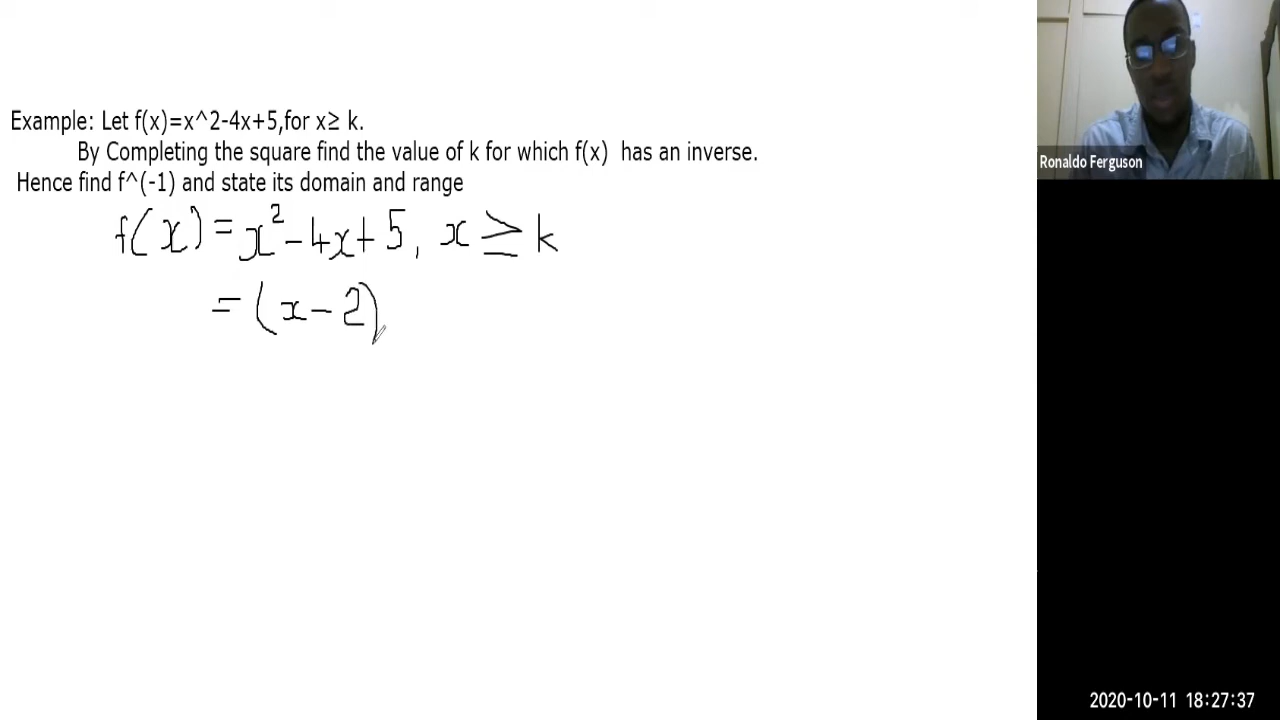 Example: Let f(x)=x^2-4x+5,for x≥ k.
By Completing the square find the value of k for which f(x) has an inverse.
Hence find f^(-1) and state its domain and range
f(x) = x² - 4x + 5, x ≥ k
= (x - 2)
Ronaldo Ferguson
2020-10-11 18:27:37